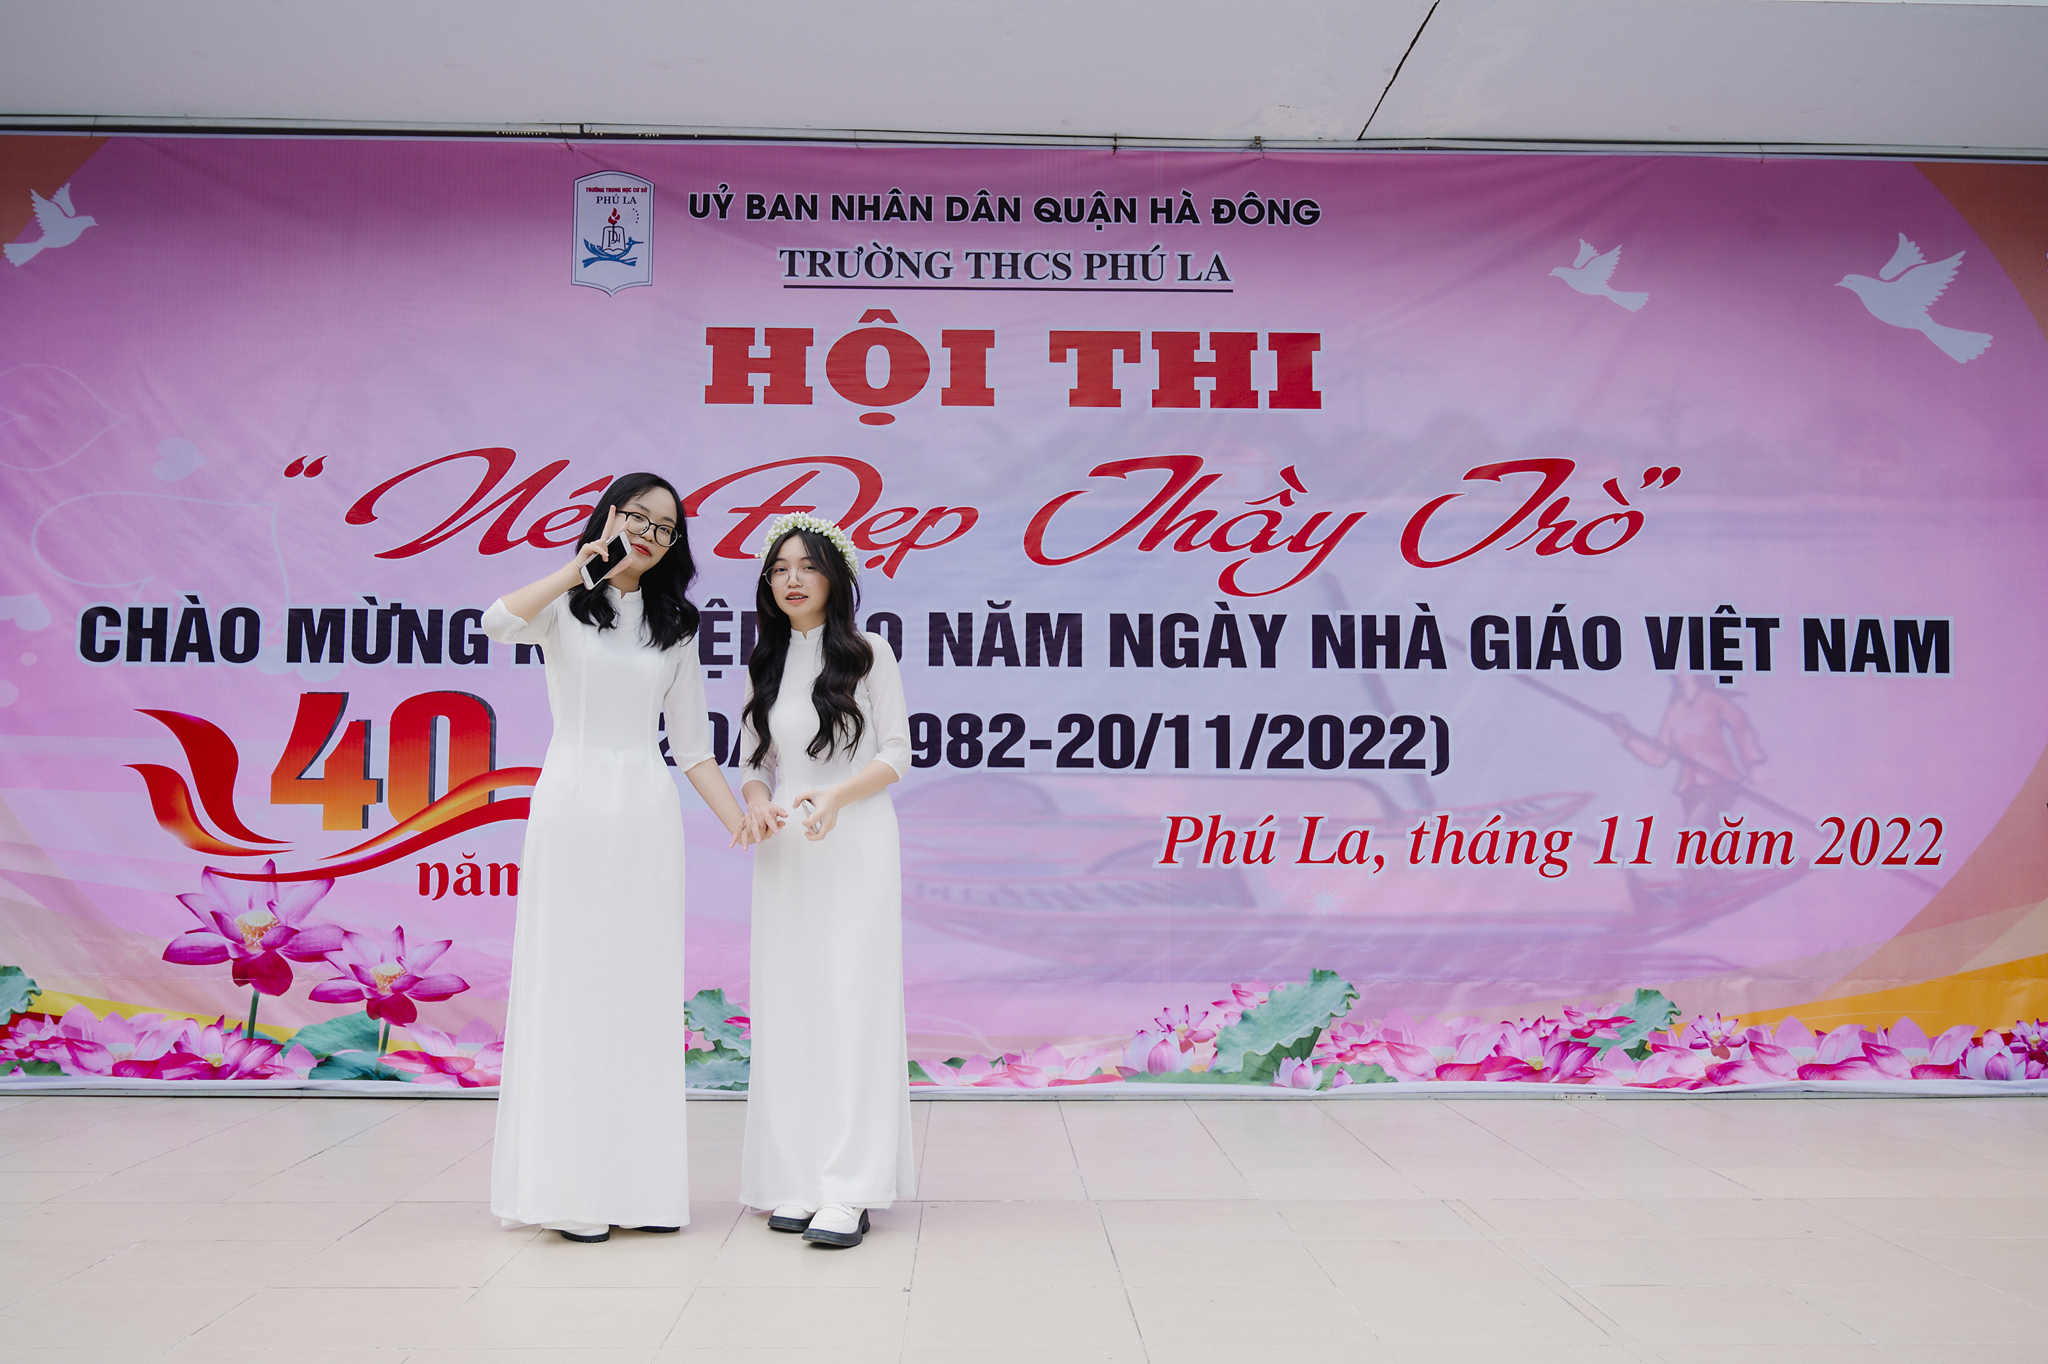 TRƯỜNG TRUNG HỌC CƠ SỞ
PHÚ LA
UỶ BAN NHÂN DÂN QUẬN HÀ ĐÔNG
TRƯỜNG THCS PHÚ LA
HỘI THI
“ Nét Đẹp Thầy Trò”
CHÀO MỪNG NĂM NGÀY NHÀ GIÁO VIỆT NAM
40
982-20/11/2022)
năm
Phú La, tháng 11 năm 2022